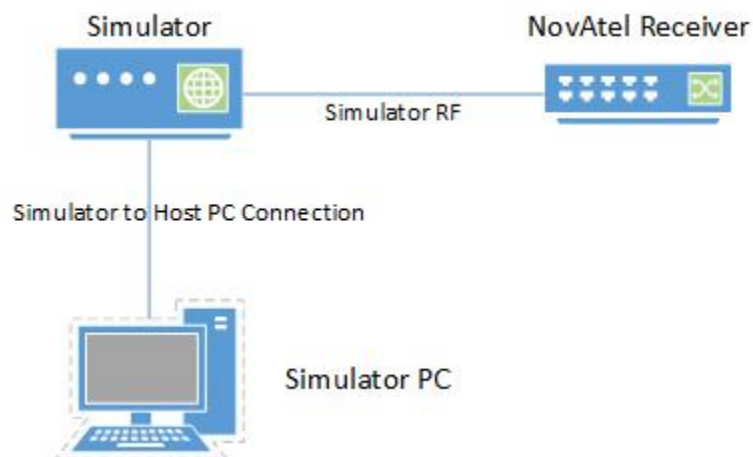 Simulator
NovAtel Receiver
Simulator RF
Simulator to Host PC Connection
Simulator PC